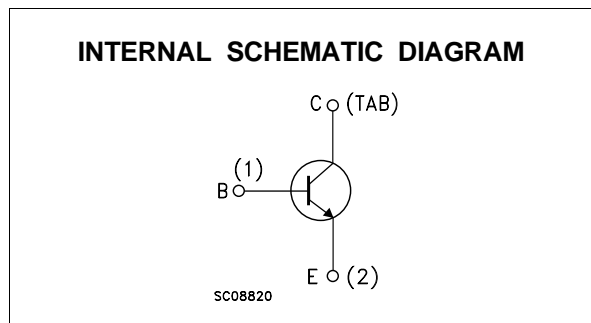 INTERNAL SCHEMATIC DIAGRAM
C (TAB)
(1)
B
E (2)
SC08820